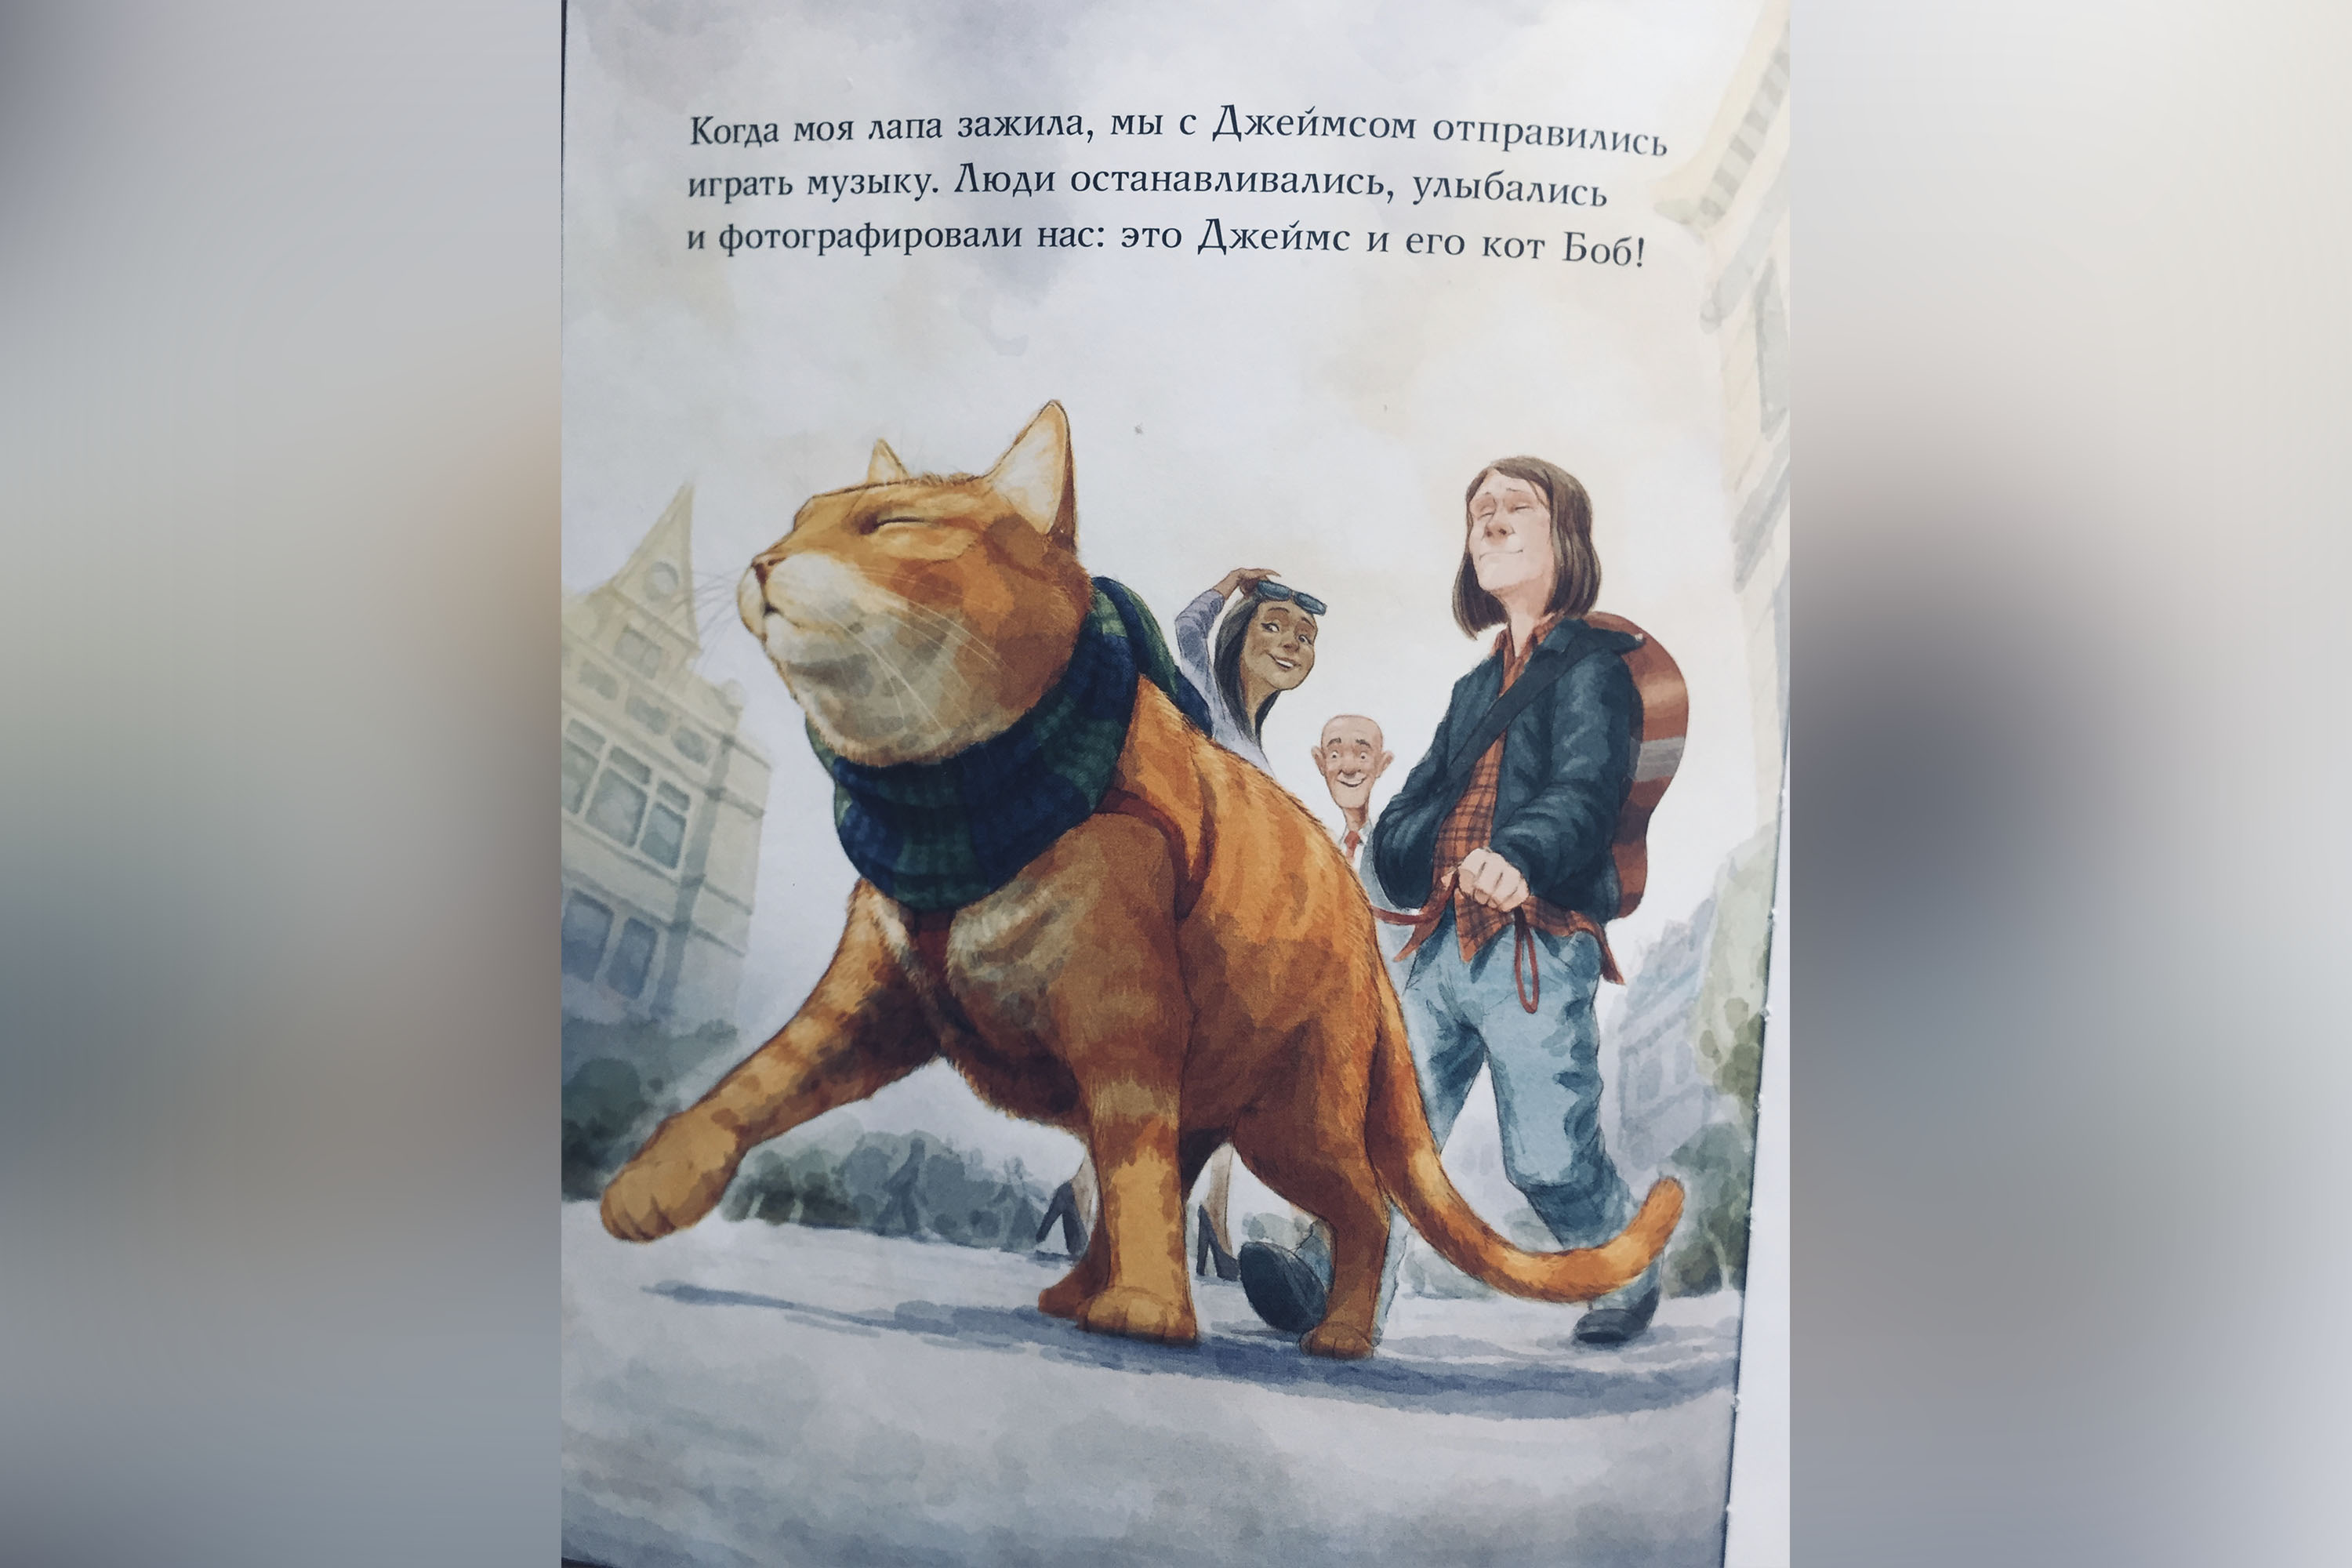 Когда моя лапа зажила, мы с Джеймсом отправились
играть музыку. Люди останавливались, улыбались
и фотографировали нас: это Джеймс и его кот Боб!